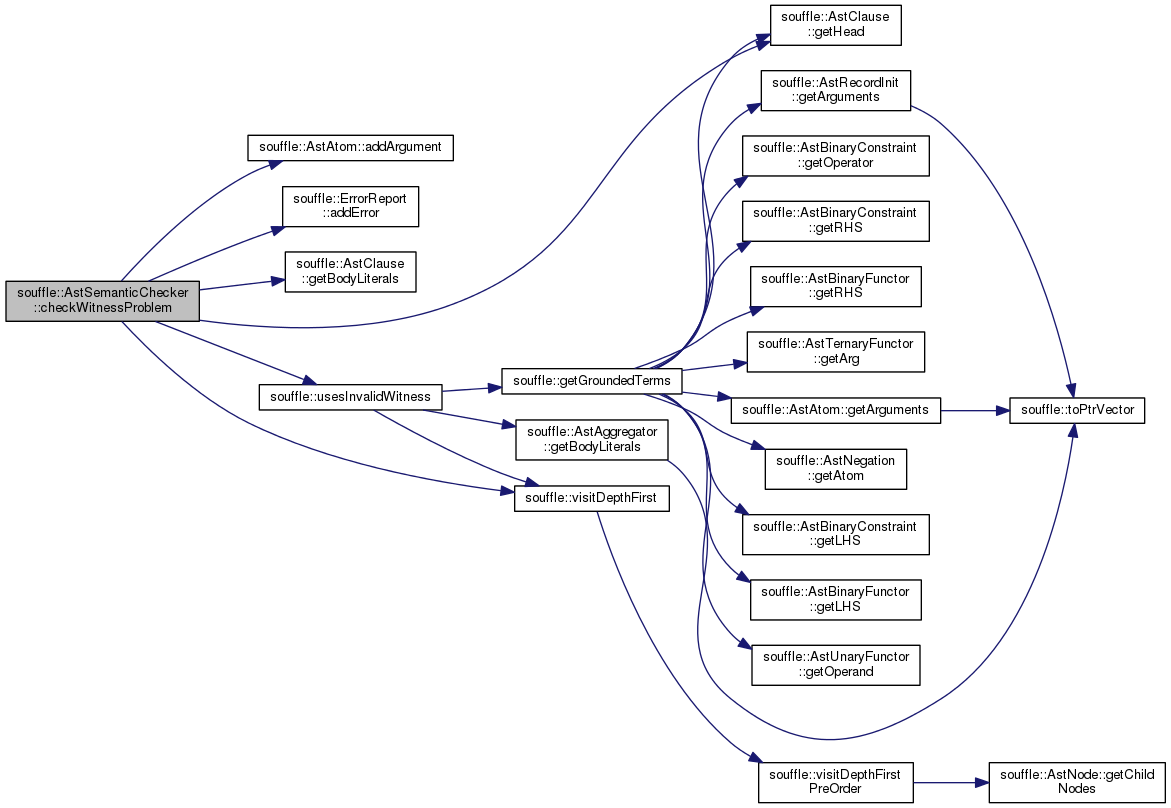 souffle::AstClause
::getHead
souffle::AstRecordInit
::getArguments
souffle::AstAtom::addArgument
souffle::AstBinaryConstraint
::getOperator
souffle::ErrorReport
::addError
souffle::AstBinaryConstraint
::getRHS
souffle::AstClause
::getBodyLiterals
souffle::AstSemanticChecker
::checkWitnessProblem
souffle::AstBinaryFunctor
::getRHS
souffle::AstTernaryFunctor
::getArg
souffle::getGroundedTerms
souffle::usesInvalidWitness
souffle::AstAtom::getArguments
souffle::toPtrVector
souffle::AstAggregator
::getBodyLiterals
souffle::AstNegation
::getAtom
souffle::visitDepthFirst
souffle::AstBinaryConstraint
::getLHS
souffle::AstBinaryFunctor
::getLHS
souffle::AstUnaryFunctor
::getOperand
souffle::visitDepthFirst
PreOrder
souffle::AstNode::getChild
Nodes